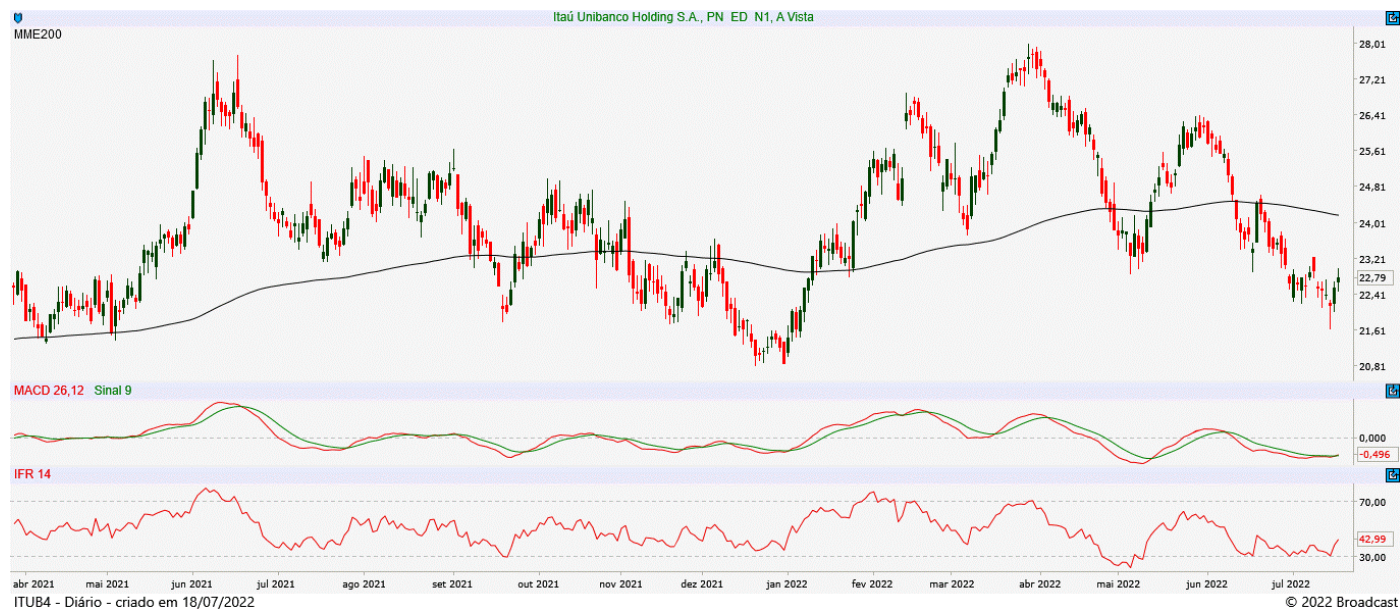 Itaú Unibanco Holding S.A., PN ED N1, A Vista
MME200
28,01
27,21
26,41
25,61
24,81
24,01
23,21
22,79
22,41
21,61
20,81
MACD 26,12 Sinal 9
0,000
-0,496
IFR 14
70,00
42,99
30,00
abr 2021 mai 2021 jun 2021 jul 2021 ago 2021 set 2021 out 2021 nov 2021 dez 2021 jan 2022 fev 2022 mar 2022 abr 2022 mai 2022 jun 2022 jul 2022
ITUB4 - Diário - criado em 18/07/2022 © 2022 Broadcast